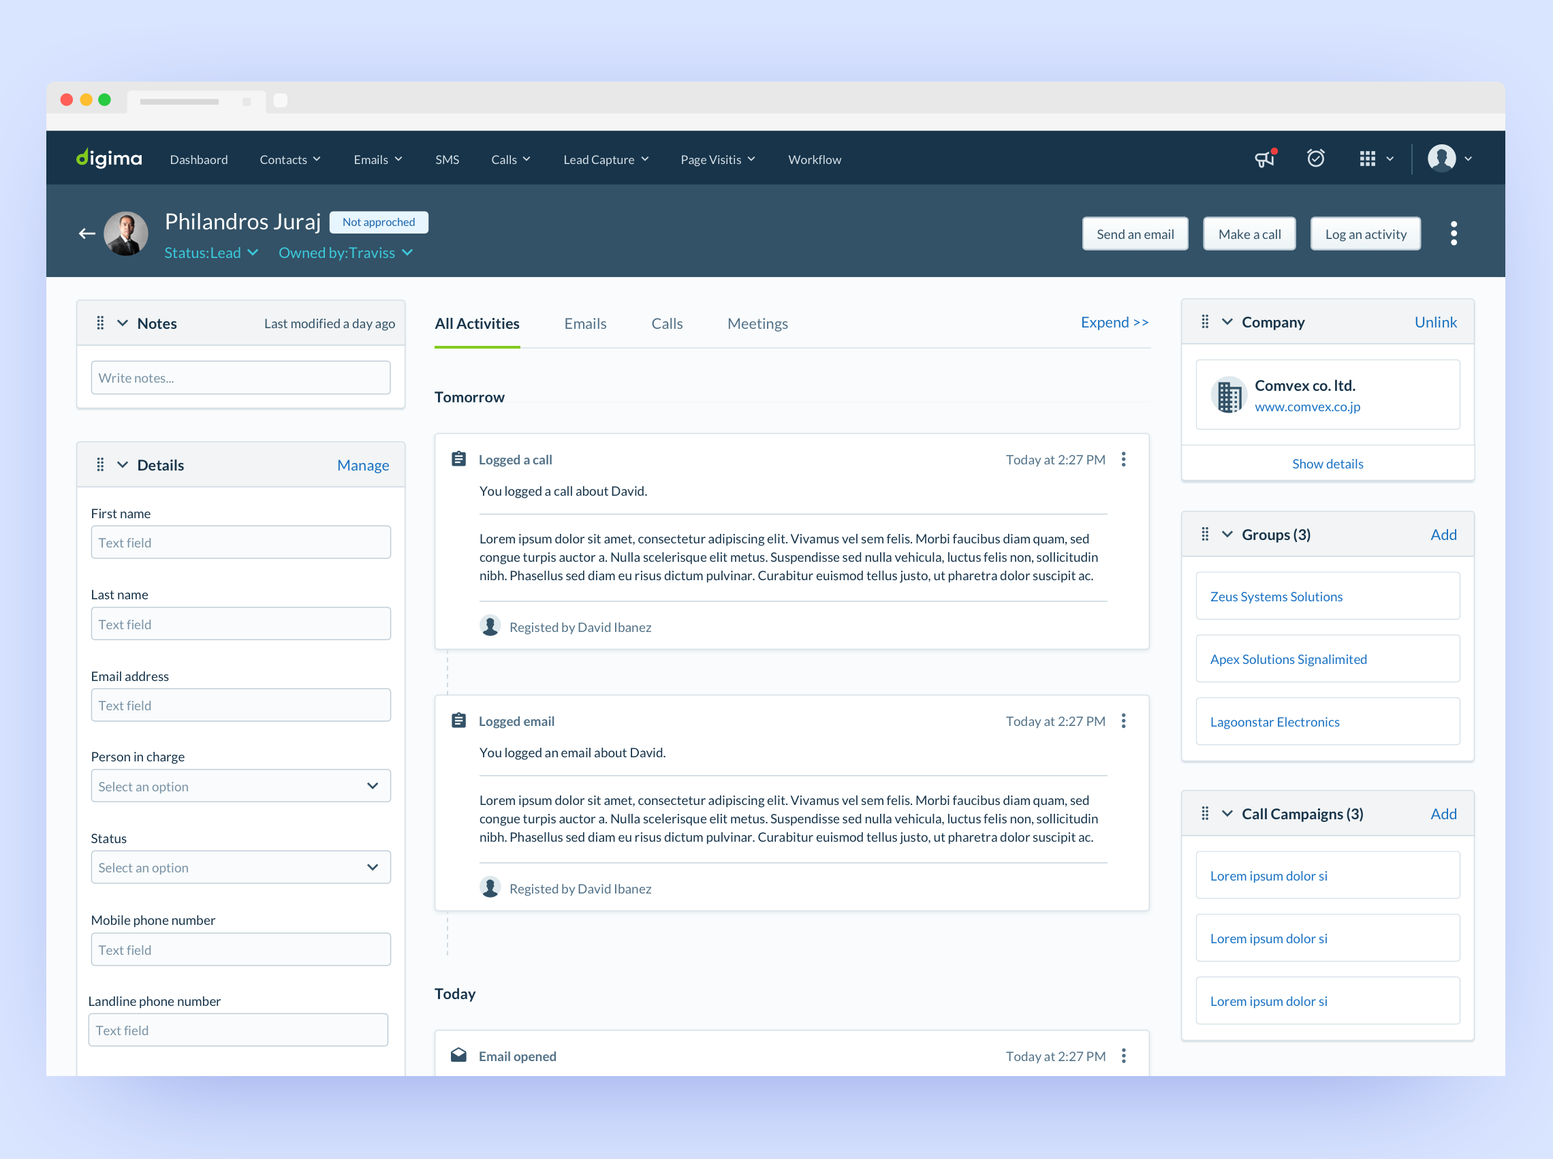 digima
Dashbaord
Contacts
Emails
SMS
Calls
Lead Capture
Page Visitis
Workflow
Philandros Juraj
Not approched
Status:Lead
Owned by:Traviss
Send an email
Make a call
Log an activity
Notes
Last modified a day ago
Write notes...
Details
Manage
First name
Text field
Last name
Text field
Email address
Text field
Person in charge
Select an option
Status
Select an option
Mobile phone number
Text field
Landline phone number
Text field
All Activities
Emails
Calls
Meetings
Expend >>
Tomorrow
Logged a call
Today at 2:27 PM
You logged a call about David.
Lorem ipsum dolor sit amet, consectetur adipiscing elit. Vivamus vel sem felis. Morbi faucibus diam quam, sed
congue turpis auctor a. Nulla scelerisque elit metus. Suspendisse sed nulla vehicula, luctus felis non, sollicitudin
nibh. Phasellus sed diam eu risus dictum pulvinar. Curabitur euismod tellus justo, ut pharetra dolor suscipit ac.
Registed by David Ibanez
Logged email
Today at 2:27 PM
You logged an email about David.
Lorem ipsum dolor sit amet, consectetur adipiscing elit. Vivamus vel sem felis. Morbi faucibus diam quam, sed
congue turpis auctor a. Nulla scelerisque elit metus. Suspendisse sed nulla vehicula, luctus felis non, sollicitudin
nibh. Phasellus sed diam eu risus dictum pulvinar. Curabitur euismod tellus justo, ut pharetra dolor suscipit ac.
Registed by David Ibanez
Today
Email opened
Today at 2:27 PM
Company
Unlink
Comvex co. ltd.
www.comvex.co.jp
Show details
Groups (3)
Add
Zeus Systems Solutions
Apex Solutions Signalimited
Lagoonstar Electronics
Call Campaigns (3)
Add
Lorem ipsum dolor si
Lorem ipsum dolor si
Lorem ipsum dolor si